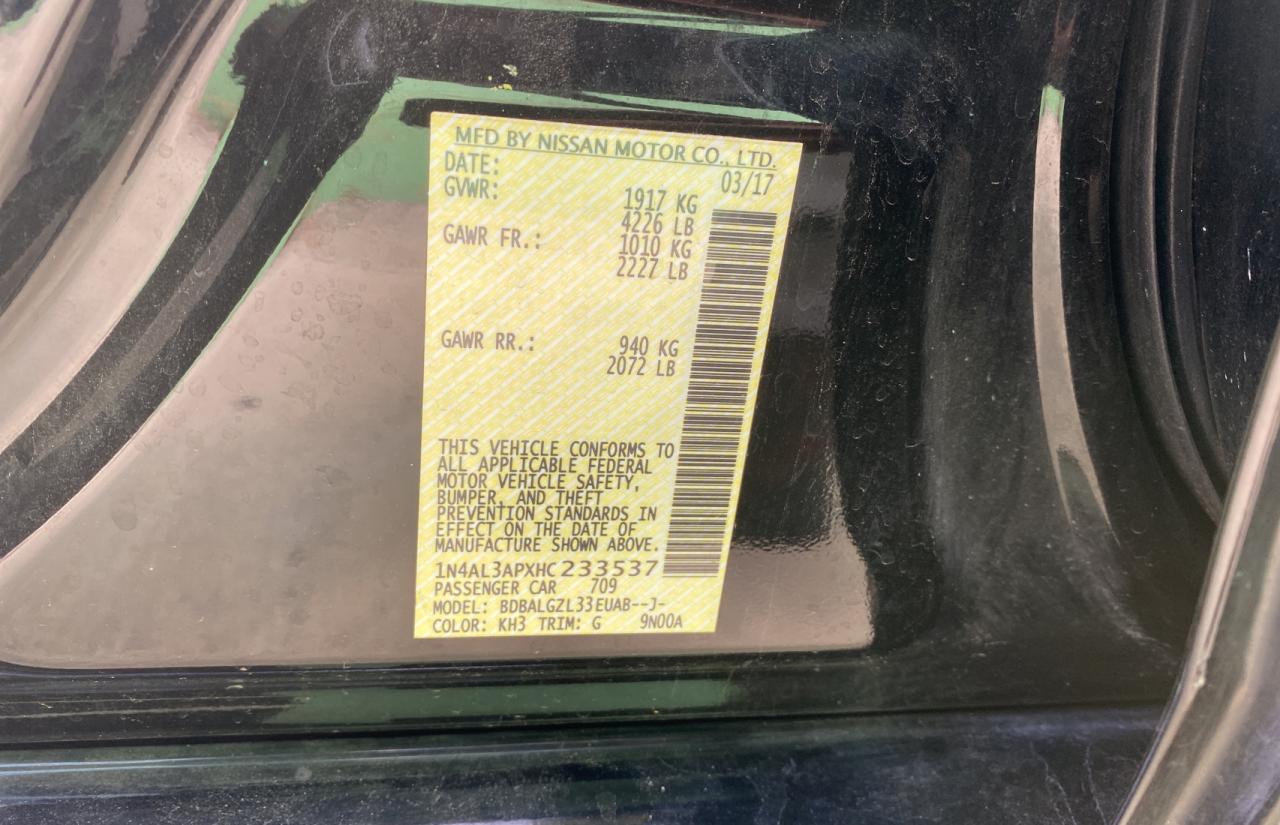 MFD BY NISSAN MOTOR CO., LTD.
DATE: 03/17
GVWR: 1917 KG
4226 LB
GAWR FR.: 1010 KG
2227 LB
GAWR RR.: 940 KG
2072 LB
THIS VEHICLE CONFORMS TO
ALL APPLICABLE FEDERAL
MOTOR VEHICLE SAFETY,
BUMPER, AND THEFT
PREVENTION STANDARDS IN
EFFECT ON THE DATE OF
MANUFACTURE SHOWN ABOVE.
1N4AL3APXHC233537
PASSENGER CAR 709
MODEL: BDBALGZL33EUAB--J-
COLOR: KH3 TRIM: G 9N00A